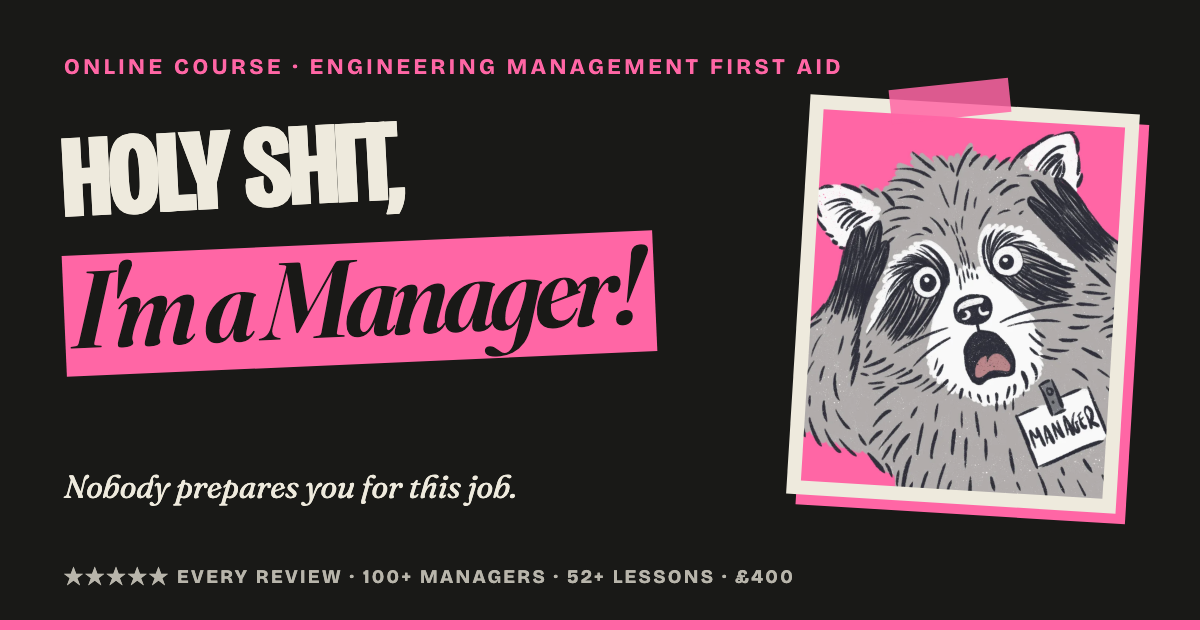 ONLINE COURSE · ENGINEERING MANAGEMENT FIRST AID
HOLY SHIT,
I'm a Manager!
MANAGER
Nobody prepares you for this job.
★★★★★ EVERY REVIEW · 100+ MANAGERS · 52+ LESSONS · £400